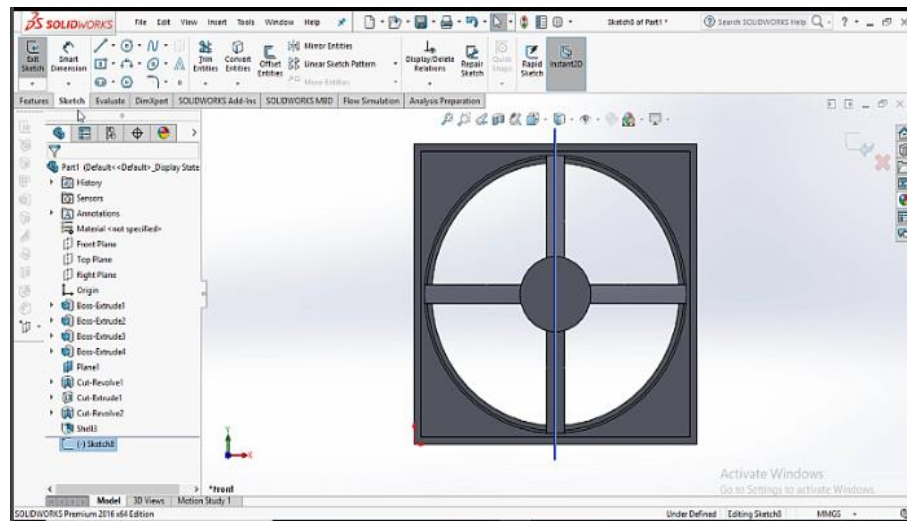 SOLIDWORKS File Edit View Insert Tools Window Help Sketch8 of Part1 * Search SOLIDWORKS Help
Exit Sketch
Smart Dimension
Trim Entities
Convert Entities
Offset Entities
Mirror Entities
Linear Sketch Pattern
Move Entities
Display/Delete Relations
Repair Sketch
Quick Snaps
Rapid Sketch
Instant2D
Features Sketch Evaluate DimXpert SOLIDWORKS Add-Ins SOLIDWORKS MBD Flow Simulation Analysis Preparation
Part1 (Default<<Default>_Display State
History
Sensors
Annotations
Material <not specified>
Front Plane
Top Plane
Right Plane
Origin
Boss-Extrude1
Boss-Extrude2
Boss-Extrude3
Boss-Extrude4
Plane1
Cut-Revolve1
Cut-Extrude1
Cut-Revolve2
Shell3
(-) Sketch8
Y
X
*Front
Activate Windows
Go to Settings to activate Windows.
Model 3D Views Motion Study 1
SOLIDWORKS Premium 2016 x64 Edition Under Defined Editing Sketch8 MMGS